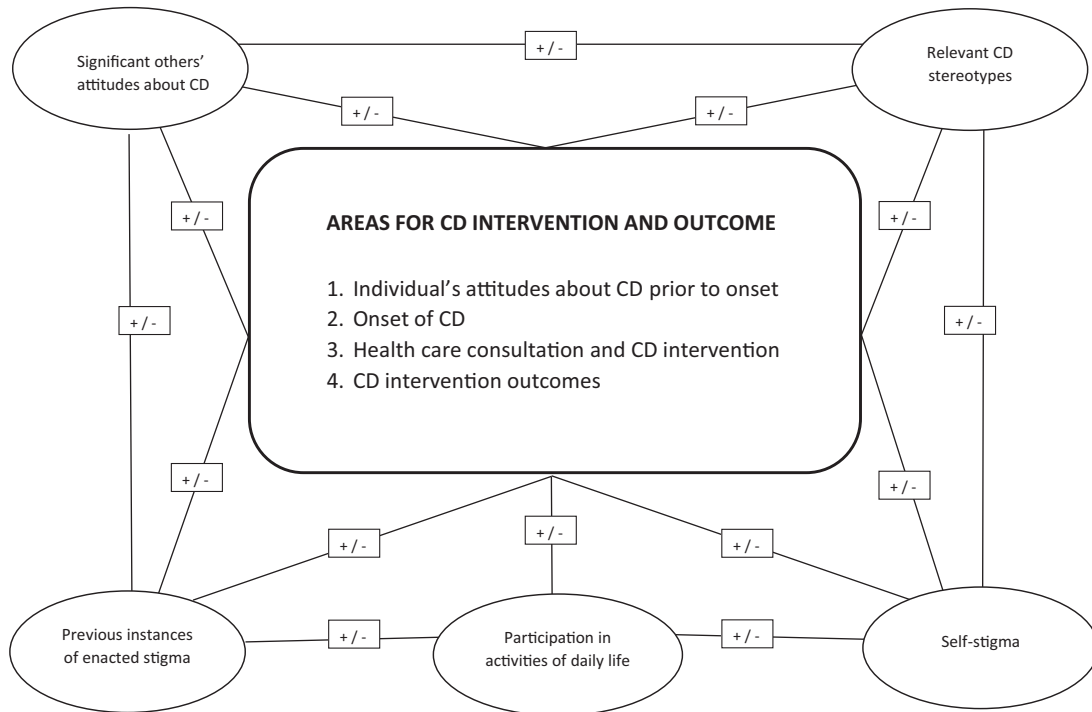 Significant others'
attitudes about CD
+ / -
Relevant CD
stereotypes
+ / -
+ / -
+ / -
+ / -
AREAS FOR CD INTERVENTION AND OUTCOME
1. Individual's attitudes about CD prior to onset
2. Onset of CD
3. Health care consultation and CD intervention
4. CD intervention outcomes
+ / -
+ / -
+ / -
+ / -
+ / -
+ / -
+ / -
Previous instances
of enacted stigma
+ / -
Participation in
activities of daily life
+ / -
Self-stigma